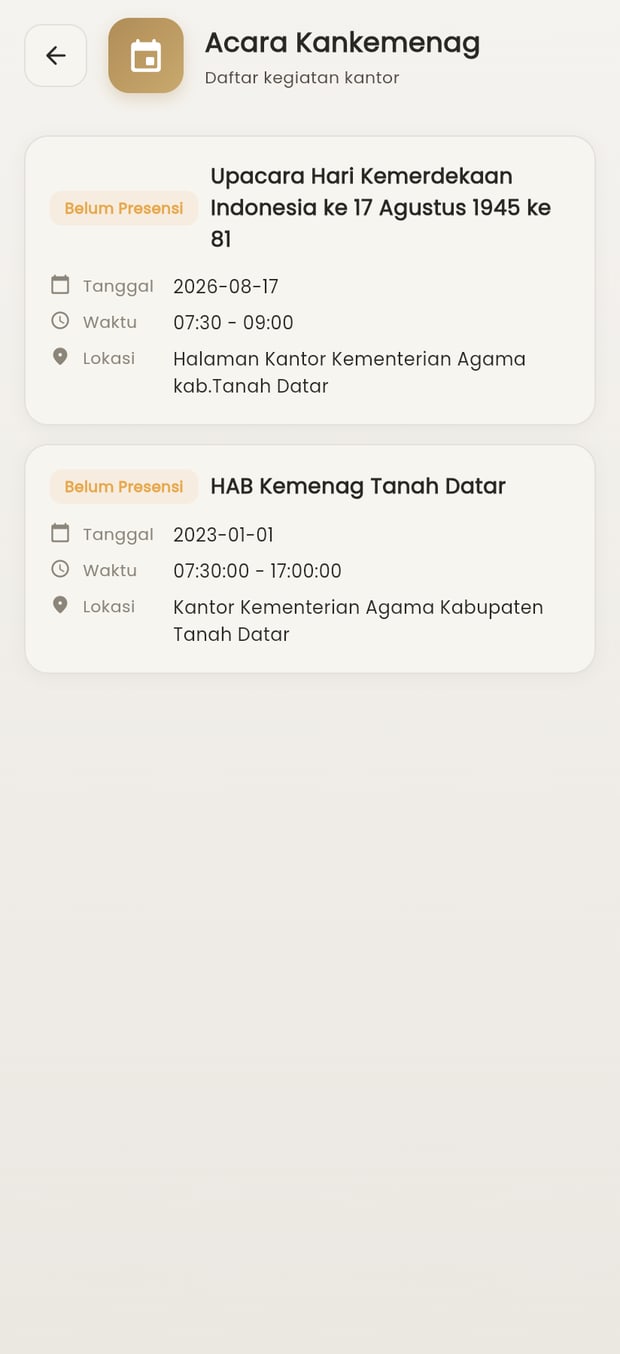 Acara Kankemenag
Daftar kegiatan kantor
Belum Presensi
Upacara Hari Kemerdekaan
Indonesia ke 17 Agustus 1945 ke
81
Tanggal 2026-08-17
Waktu 07:30 - 09:00
Lokasi Halaman Kantor Kementerian Agama
kab.Tanah Datar
Belum Presensi HAB Kemenag Tanah Datar
Tanggal 2023-01-01
Waktu 07:30:00 - 17:00:00
Lokasi Kantor Kementerian Agama Kabupaten
Tanah Datar